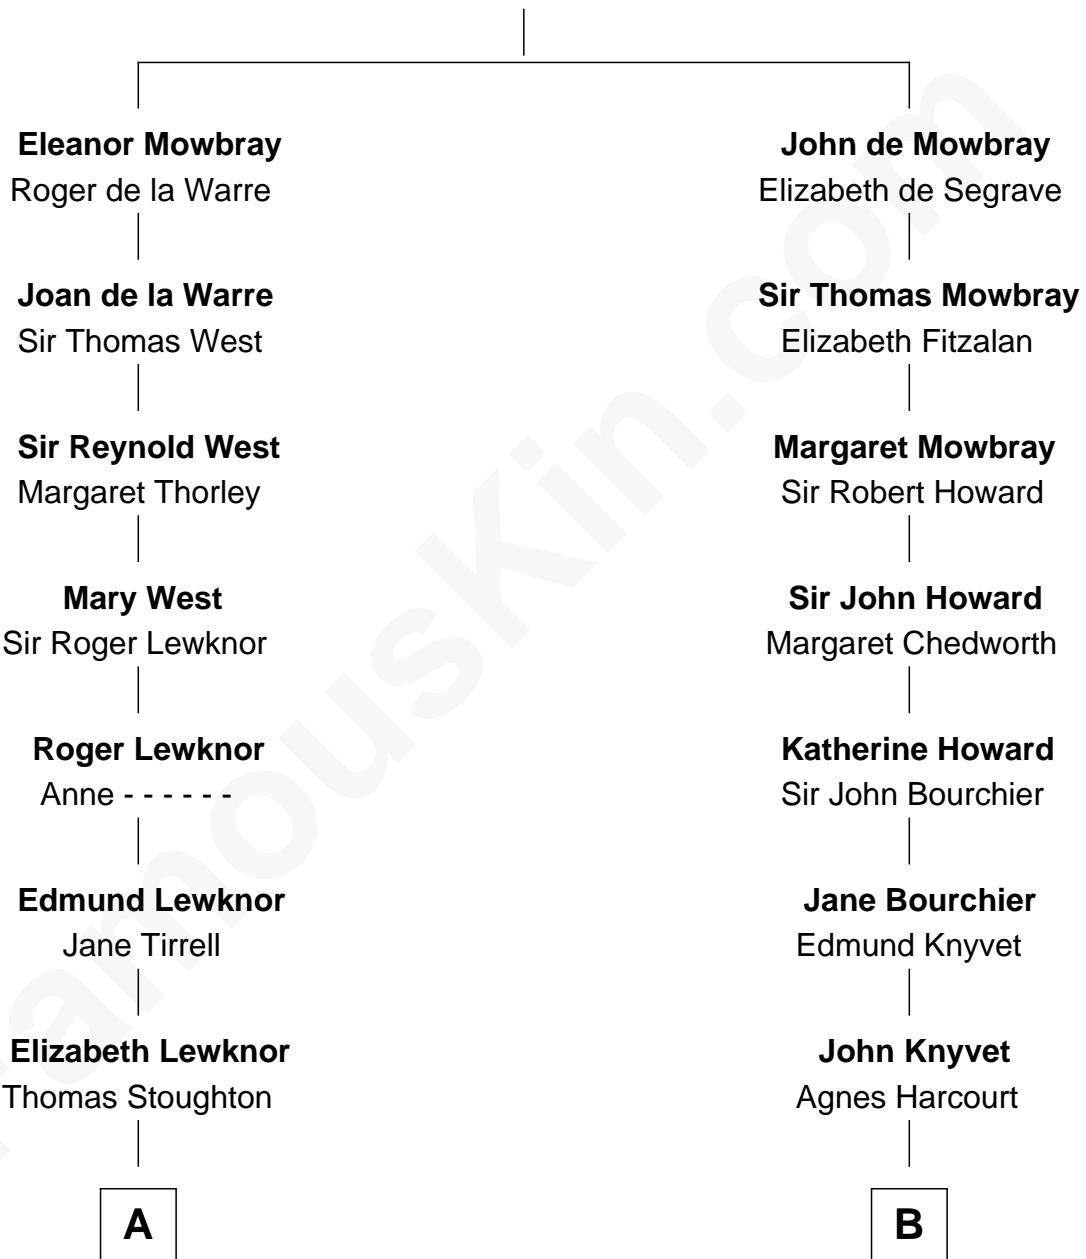 Eleanor Mowbray
Roger de la Warre
Joan de la Warre
Sir Thomas West
Sir Reynold West
Margaret Thorley
Mary West
Sir Roger Lewknor
Roger Lewknor
Anne - - - - - -
Edmund Lewknor
Jane Tirrell
Elizabeth Lewknor
Thomas Stoughton
A
John de Mowbray
Elizabeth de Segrave
Sir Thomas Mowbray
Elizabeth Fitzalan
Margaret Mowbray
Sir Robert Howard
Sir John Howard
Margaret Chedworth
Katherine Howard
Sir John Bourchier
Jane Bourchier
Edmund Knyvet
John Knyvet
Agnes Harcourt
B
FamousKin.com